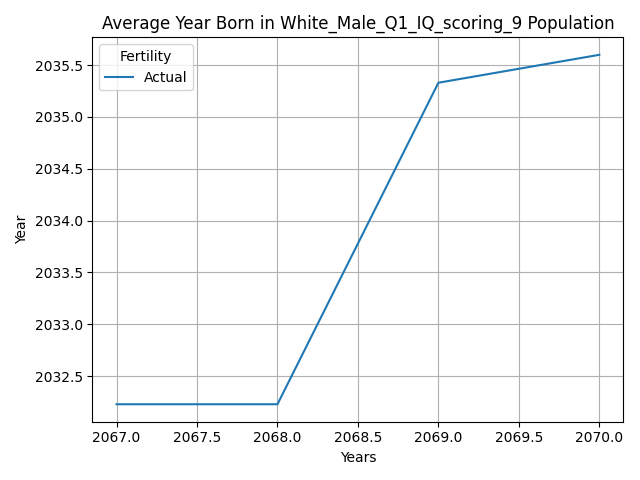 Average Year Born in White_Male_Q1_IQ_scoring_9 Population
Fertility
Actual
Year
2035.5
2035.0
2034.5
2034.0
2033.5
2033.0
2032.5
2067.0 2067.5 2068.0 2068.5 2069.0 2069.5 2070.0
Years